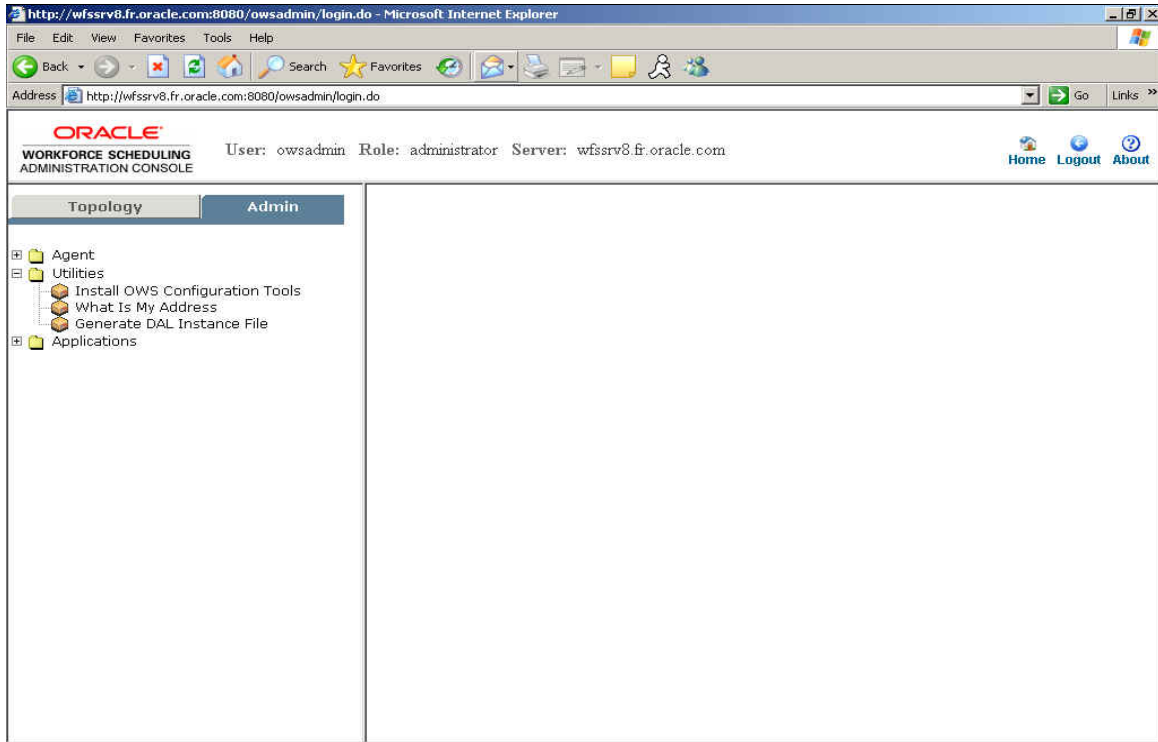 http://wfssrv8.fr.oracle.com:8080/owsadmin/login.do - Microsoft Internet Explorer
File Edit View Favorites Tools Help
Back Search Favorites
Address http://wfssrv8.fr.oracle.com:8080/owsadmin/login.do Go Links »
ORACLE
WORKFORCE SCHEDULING
ADMINISTRATION CONSOLE
User: owsadmin Role: administrator Server: wfssrv8.fr.oracle.com
Home Logout About
Topology Admin
Agent
Utilities
Install OWS Configuration Tools
What Is My Address
Generate DAL Instance File
Applications